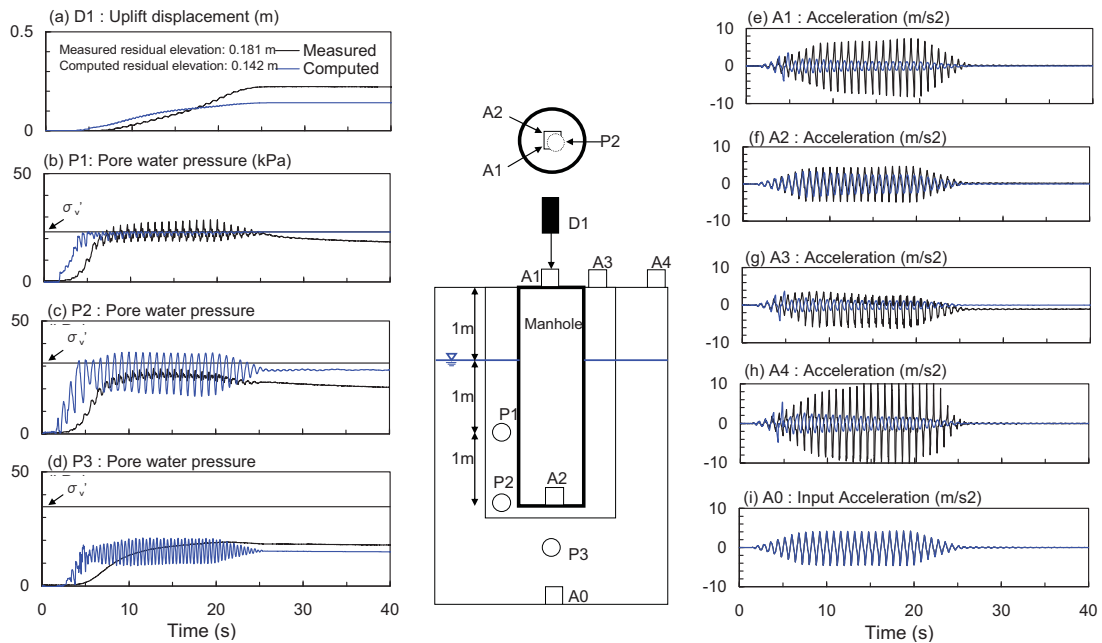 (a) D1 : Uplift displacement (m)
0.5
Measured residual elevation: 0.181 m
Computed residual elevation: 0.142 m
Measured
Computed
0
(b) P1: Pore water pressure (kPa)
50
σv'
0
(c) P2 : Pore water pressure
50
σv'
0
(d) P3 : Pore water pressure
50
σv'
0
0 10 20 30 40
Time (s)
A2
P2
A1
D1
A1 A3 A4
1m
Manhole
1m
P1
1m
A2
P2
P3
A0
(e) A1 : Acceleration (m/s2)
10
0
-10
(f) A2 : Acceleration (m/s2)
10
0
-10
(g) A3 : Acceleration (m/s2)
10
0
-10
(h) A4 : Acceleration (m/s2)
10
0
-10
(i) A0 : Input Acceleration (m/s2)
10
0
-10
0 10 20 30 40
Time (s)